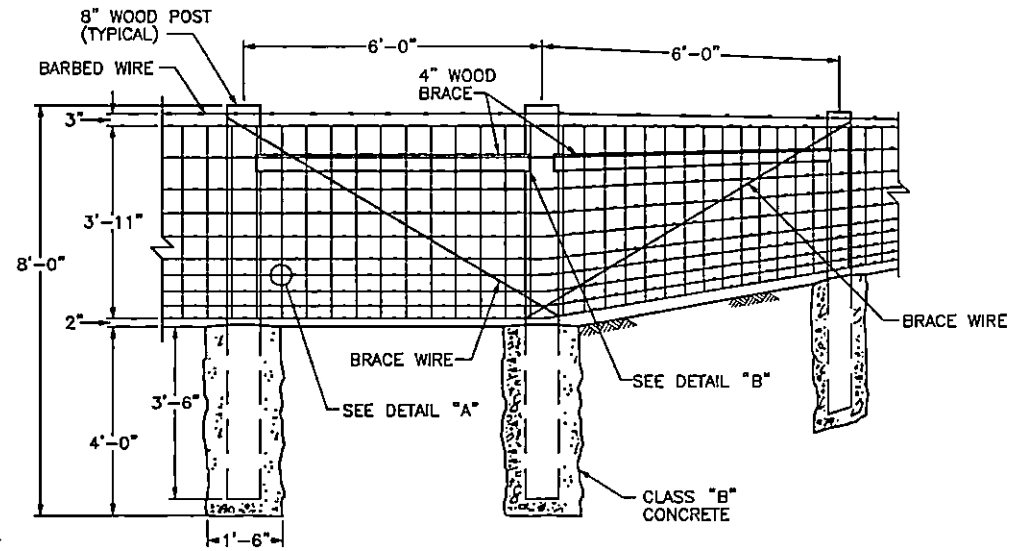 8" WOOD POST
(TYPICAL)
6'-0"
6'-0"
BARBED WIRE
4" WOOD
BRACE
3"
3'-11"
8'-0"
2"
BRACE WIRE
BRACE WIRE
SEE DETAIL "B"
3'-6"
SEE DETAIL "A"
4'-0"
CLASS "B"
CONCRETE
1'-6"